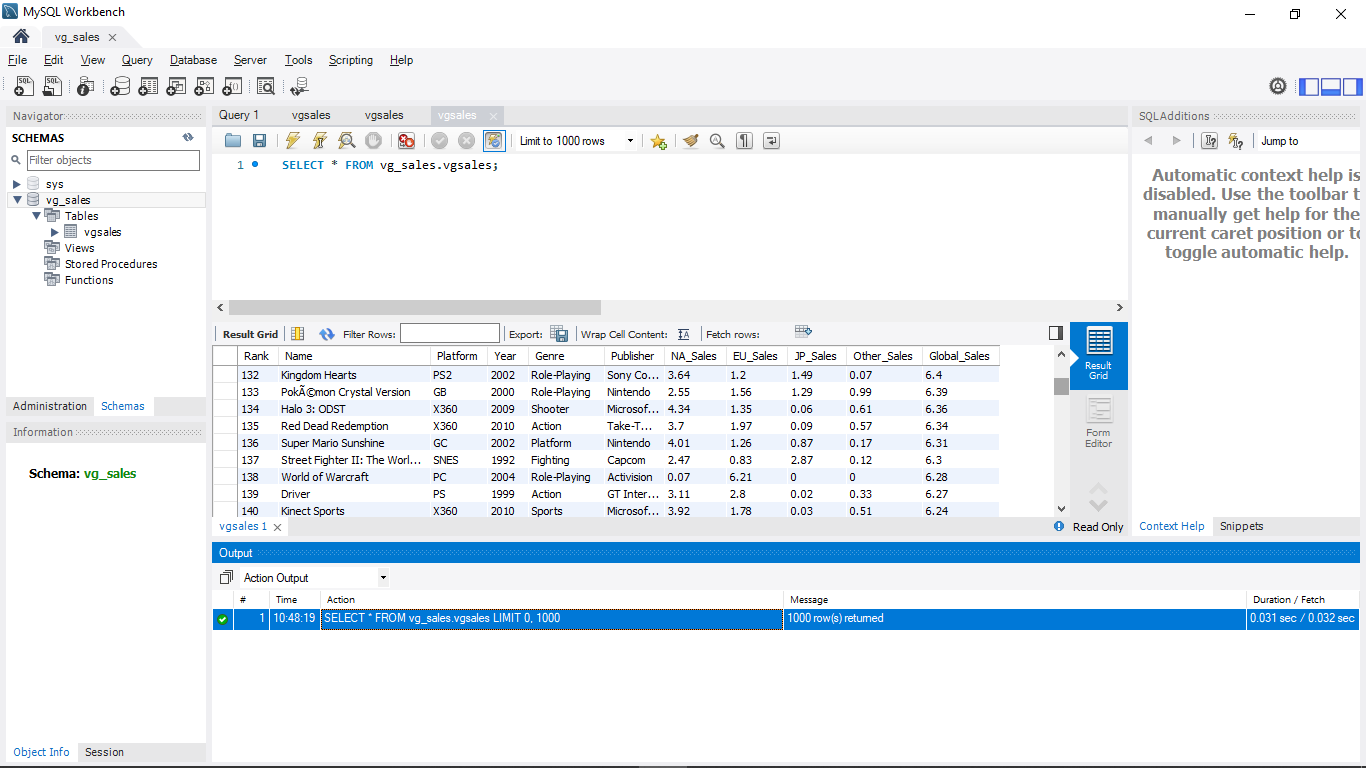 MySQL Workbench
vg_sales
File Edit View Query Database Server Tools Scripting Help
Navigator
SCHEMAS
Filter objects
sys
vg_sales
Tables
vgsales
Views
Stored Procedures
Functions
Administration Schemas
Information
Schema: vg_sales
Object Info Session
Query 1 vgsales vgsales vgsales
Limit to 1000 rows
1 SELECT * FROM vg_sales.vgsales;
Result Grid Filter Rows: Export: Wrap Cell Content: Fetch rows:
Rank Name Platform Year Genre Publisher NA_Sales EU_Sales JP_Sales Other_Sales Global_Sales
132 Kingdom Hearts PS2 2002 Role-Playing Sony Co... 3.64 1.2 1.49 0.07 6.4
133 PokÃ©mon Crystal Version GB 2000 Role-Playing Nintendo 2.55 1.56 1.29 0.99 6.39
134 Halo 3: ODST X360 2009 Shooter Microsof... 4.34 1.35 0.06 0.61 6.36
135 Red Dead Redemption X360 2010 Action Take-T... 3.7 1.97 0.09 0.57 6.34
136 Super Mario Sunshine GC 2002 Platform Nintendo 4.01 1.26 0.87 0.17 6.31
137 Street Fighter II: The Worl... SNES 1992 Fighting Capcom 2.47 0.83 2.87 0.12 6.3
138 World of Warcraft PC 2004 Role-Playing Activision 0.07 6.21 0 0 6.28
139 Driver PS 1999 Action GT Inter... 3.11 2.8 0.02 0.33 6.27
140 Kinect Sports X360 2010 Sports Microsof... 3.92 1.78 0.03 0.51 6.24
Result
Grid
Form
Editor
vgsales 1
Read Only
SQLAdditions
Jump to
Automatic context help is
disabled. Use the toolbar t
manually get help for the
current caret position or to
toggle automatic help.
Context Help Snippets
Output
Action Output
# Time Action Message Duration / Fetch
1 10:48:19 SELECT * FROM vg_sales.vgsales LIMIT 0, 1000 1000 row(s) returned 0.031 sec / 0.032 sec